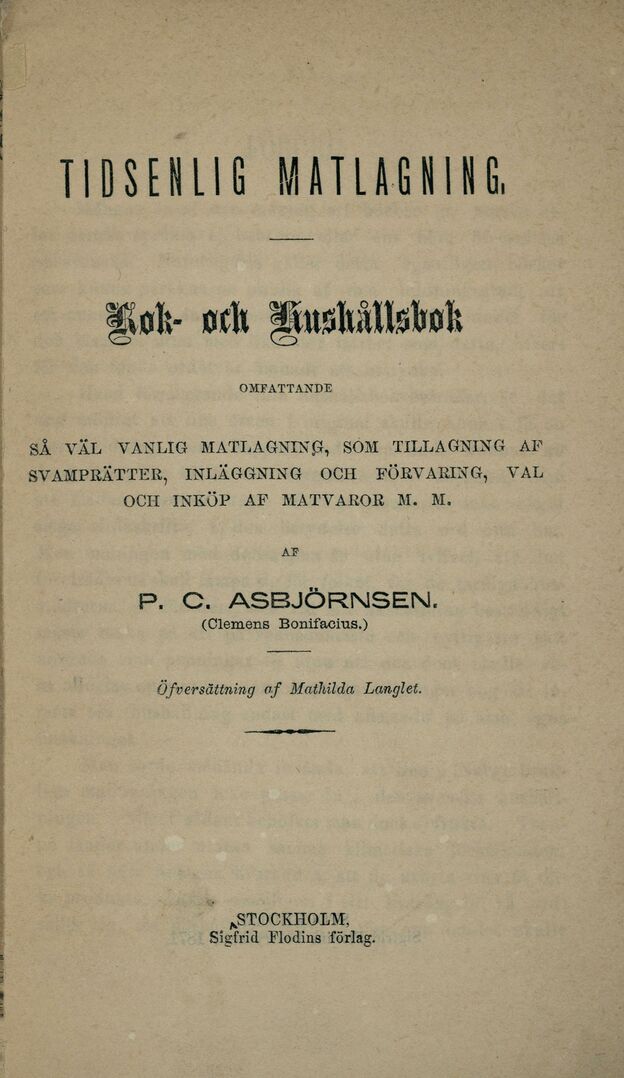 TIDSENLIG MATLAGNING.
Kok- och Hushållsbok
OMFATTANDE
SÅ VÄL VANLIG MATLAGNING, SOM TILLAGNING AF
SVAMPRÄTTER, INLÄGGNING OCH FÖRVARING, VAL
OCH INKÖP AF MATVAROR M. M.
AF
P. C. ASBJÖRNSEN.
(Clemens Bonifacius.)
Öfversättning af Mathilda Langlet.
STOCKHOLM,
Sigfrid Flodins förlag.